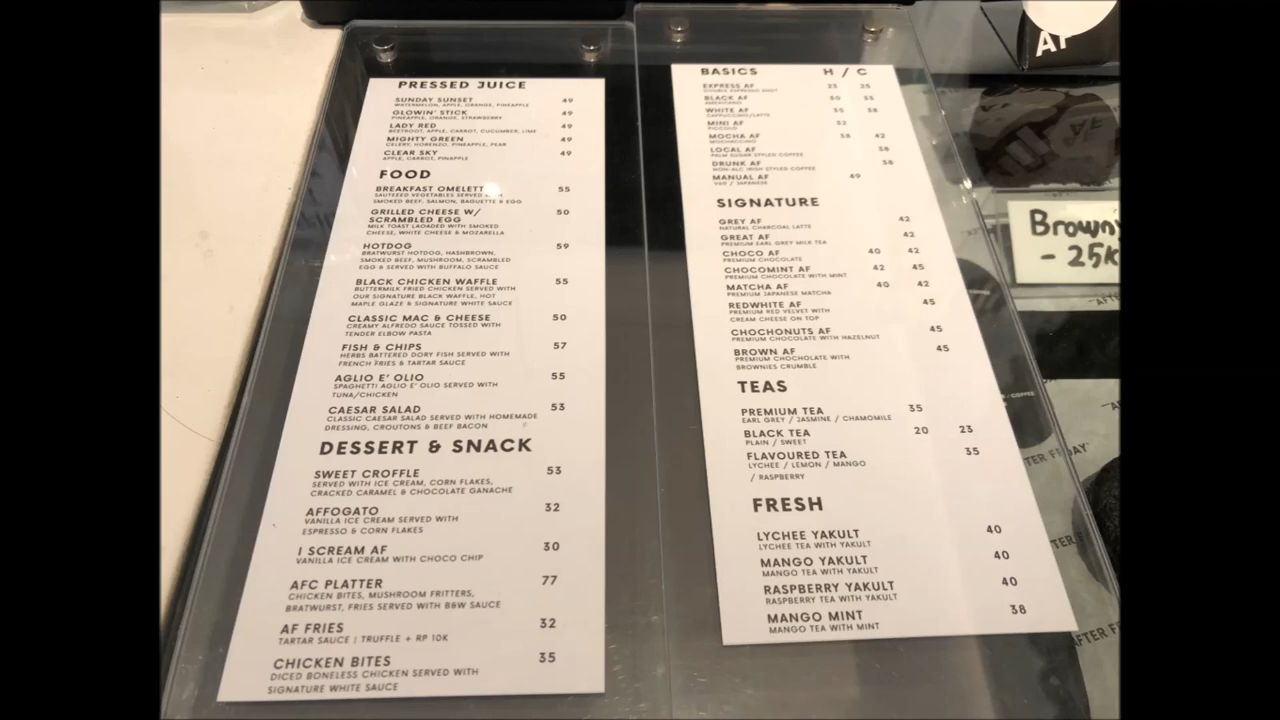 PRESSED JUICE
SUNDAY SUNSET 49
WATERMELON, APPLE, ORANGE, PINEAPPLE
GLOWIN' STICK 49
PINEAPPLE, ORANGE, STRAWBERRY
LADY RED 49
BEETROOT, APPLE, CARROT, CUCUMBER, LIME
MIGHTY GREEN 49
CELERY, HORENZO, PINEAPPLE, PEAR
CLEAR SKY 49
APPLE, CARROT, PINAPLE
FOOD
BREAKFAST OMELETTE 55
SAUTEEED VEGETABLES SERVED WITH
SMOKED BEEF, SALMON, BAGUETTE & EGG
GRILLED CHEESE W/ 50
SCRAMBLED EGG
MILK TOAST LAOADED WITH SMOKED
CHEESE, WHITE CHEESE & MOZARELLA
HOTDOG 59
BRATWURST HOTDOG, HASHBROWN,
SMOKED BEEF, MUSHROOM, SCRAMBLED
EGG & SERVED WITH BUFFALO SAUCE
BLACK CHICKEN WAFFLE 55
BUTTERMILK FRIED CHICKEN SERVED WITH
OUR SIGNATURE BLACK WAFFLE, HOT
MAPLE GLAZE & SIGNATURE WHITE SAUCE
CLASSIC MAC & CHEESE 50
CREAMY ALFREDO SAUCE TOSSED WITH
TENDER ELBOW PASTA
FISH & CHIPS 57
HERBS BATTERED DORY FISH SERVED WITH
FRENCH FRIES & TARTAR SAUCE
AGLIO E' OLIO 55
SPAGHETTI AGLIO E' OLIO SERVED WITH
TUNA/CHICKEN
CAESAR SALAD 53
CLASSIC CAESAR SALAD SERVED WITH HOMEMADE
DRESSING, CROUTONS & BEEF BACON
DESSERT & SNACK
SWEET CROFFLE 53
SERVED WITH ICE CREAM, CORN FLAKES,
CRACKED CARAMEL & CHOCOLATE GANACHE
AFFOGATO 32
VANILLA ICE CREAM SERVED WITH
ESPRESSO & CORN FLAKES
I SCREAM AF 30
VANILLA ICE CREAM WITH CHOCO CHIP
AFC PLATTER 77
CHICKEN BITES, MUSHROOM FRITTERS,
BRATWURST, FRIES SERVED WITH B&W SAUCE
AF FRIES 32
TARTAR SAUCE | TRUFFLE + RP 10K
CHICKEN BITES 35
DICED BONELESS CHICKEN SERVED WITH
SIGNATURE WHITE SAUCE
BASICS H / C
EXPRESS AF 25 25
DOUBLE ESPRESSO SHOT
BLACK AF 30 33
AMERICANO
WHITE AF 35 38
CAPPUCCINO/LATTE
MINI AF 32
PICCOLO
MOCHA AF 38 42
MOCHACCINO
LOCAL AF 38
PALM SUGAR STYLED COFFEE
DRUNK AF 38
NON-ALC IRISH STYLED COFFEE
MANUAL AF 49
V60 / JAPANESE
SIGNATURE
GREY AF 42
NATURAL CHARCOAL LATTE
GREAT AF 42
PREMIUM EARL GREY MILK TEA
CHOCO AF 40 42
PREMIUM CHOCOLATE
CHOCOMINT AF 42 45
PREMIUM CHOCOLATE WITH MINT
MATCHA AF 40 42
PREMIUM JAPANESE MATCHA
REDWHITE AF 45
PREMIUM RED VELVET WITH
CREAM CHEESE ON TOP
CHOCHONUTS AF 45
PREMIUM CHOCOLATE WITH HAZELNUT
BROWN AF 45
PREMIUM CHOCHOLATE WITH
BROWNIES CRUMBLE
TEAS
PREMIUM TEA 35
EARL GREY / JASMINE / CHAMOMILE
BLACK TEA 20 23
PLAIN / SWEET
FLAVOURED TEA 35
LYCHEE / LEMON / MANGO
/ RASPBERRY
FRESH
LYCHEE YAKULT 40
LYCHEE TEA WITH YAKULT
MANGO YAKULT 40
MANGO TEA WITH YAKULT
RASPBERRY YAKULT 40
RASPBERRY TEA WITH YAKULT
MANGO MINT 38
MANGO TEA WITH MINT
AF
Brown'
- 25K